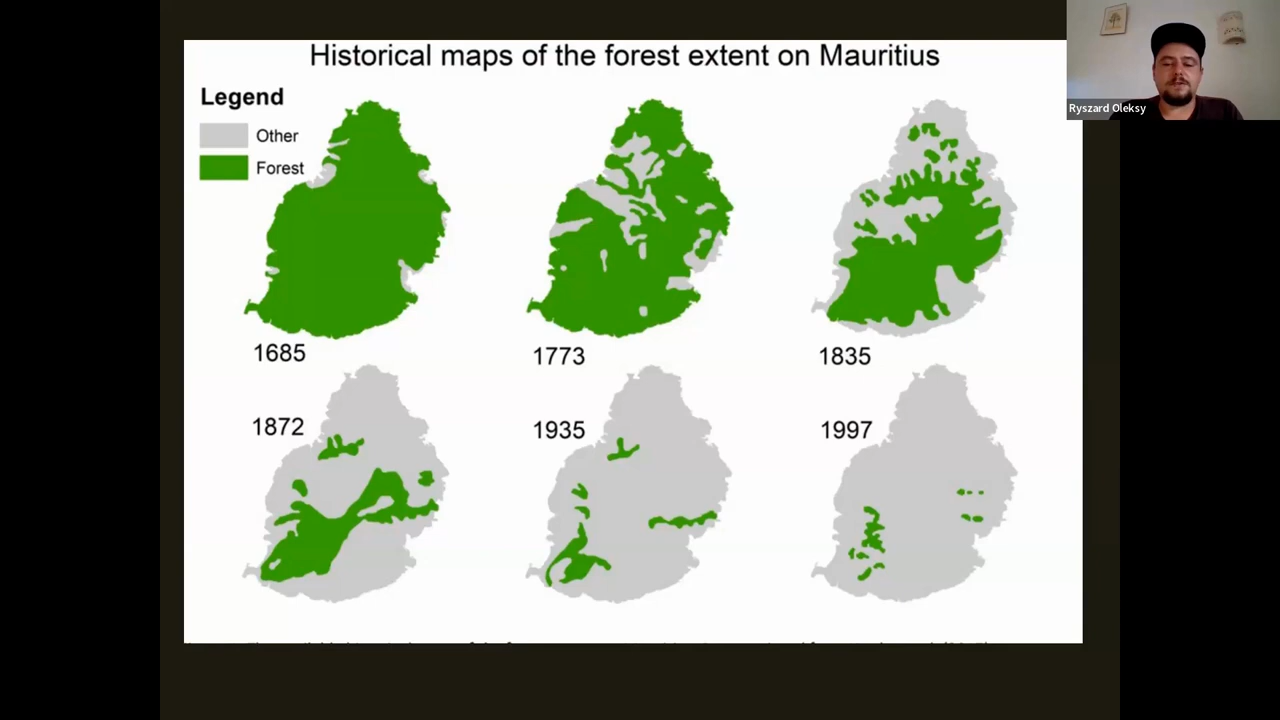 Historical maps of the forest extent on Mauritius
Ryszard Oleksy
Legend
Other
Forest
1685
1773
1835
1872
1935
1997